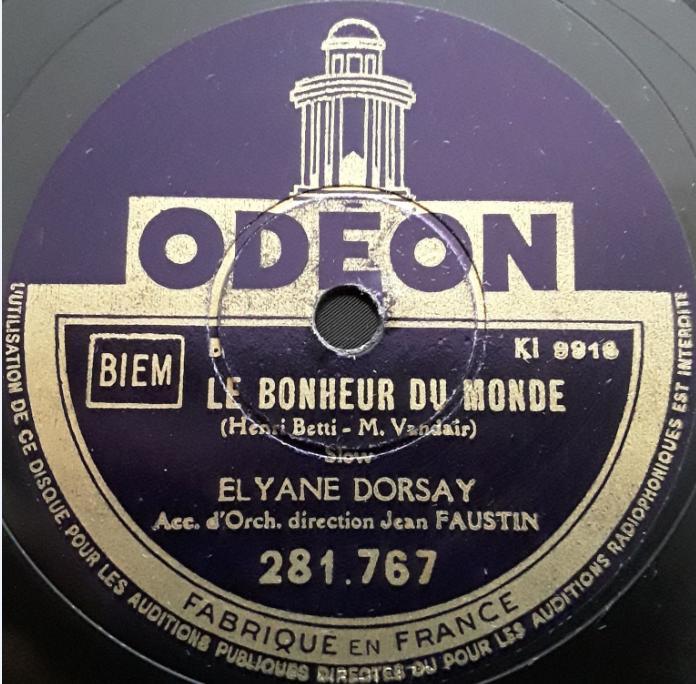 ODEON
BIEM
B
KI 9916
LE BONHEUR DU MONDE
(Henri Betti - M. Vandair)
Slow
ELYANE DORSAY
Acc. d'Orch. direction Jean FAUSTIN
281.767
FABRIQUE EN FRANCE
L'UTILISATION DE CE DISQUE POUR LES AUDITIONS PUBLIQUES DIRECTES OU POUR LES AUDITIONS RADIOPHONIQUES EST INTERDITE